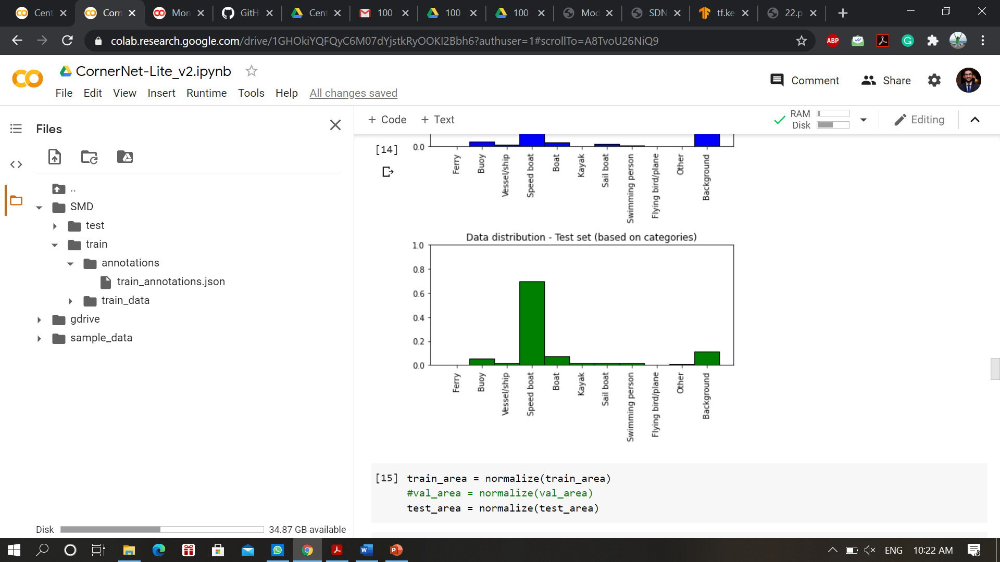 Cent
Corn
Mon
GitH
Cent
100
100
100
Mod
SDN
tf.ke
22.p
colab.research.google.com/drive/1GHOkiYQFQyC6M07dYjstkRyOOKI2Bbh6?authuser=1#scrollTo=A8TvoU26NiQ9
ABP
CornerNet-Lite_v2.ipynb
Comment
Share
File Edit View Insert Runtime Tools Help All changes saved
+ Code + Text
RAM
Disk
Editing
Files
..
SMD
test
train
annotations
train_annotations.json
train_data
gdrive
sample_data
Disk
34.87 GB available
[14]
0.0
Ferry
Buoy
Vessel/ship
Speed boat
Boat
Kayak
Sail boat
Swimming person
Flying bird/plane
Other
Background
Data distribution - Test set (based on categories)
1.0
0.8
0.6
0.4
0.2
0.0
Ferry
Buoy
Vessel/ship
Speed boat
Boat
Kayak
Sail boat
Swimming person
Flying bird/plane
Other
Background
[15] train_area = normalize(train_area)
#val_area = normalize(val_area)
test_area = normalize(test_area)
ENG
10:22 AM